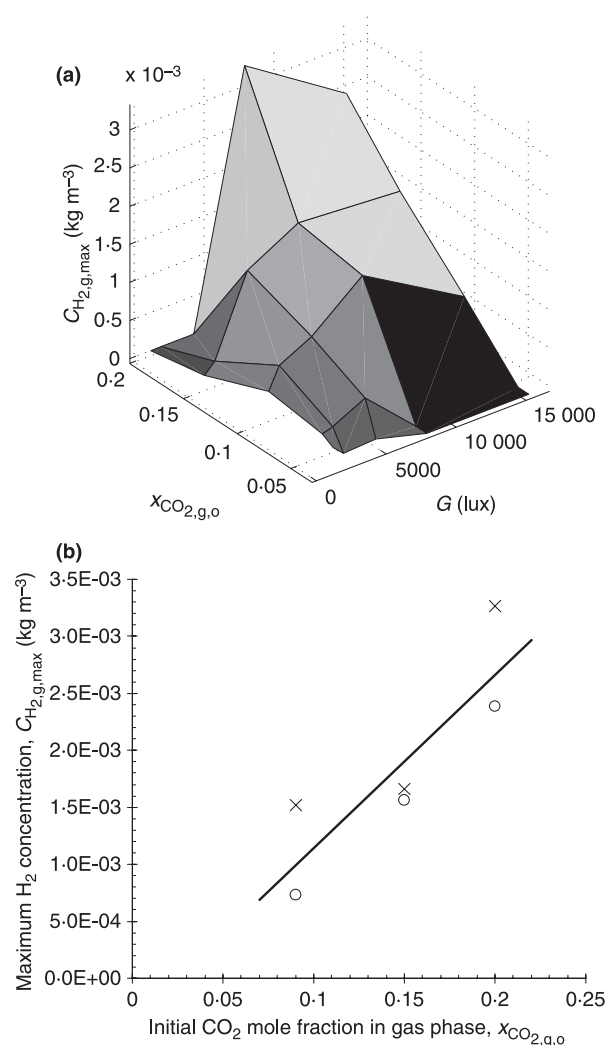 (a)
x 10⁻³
3
2·5
2
1·5
1
0·5
0
C_H₂,g,max (kg m⁻³)
0·2
0·15
0·1
0·05
x_CO₂,g,o
0
5000
10 000
15 000
G (lux)
(b)
3·5E-03
3·0E-03
2·5E-03
2·0E-03
1·5E-03
1·0E-03
5·0E-04
0·0E+00
Maximum H₂ concentration, C_H₂,g,max (kg m⁻³)
0 0·05 0·1 0·15 0·2 0·25
Initial CO₂ mole fraction in gas phase, x_CO₂,g,o